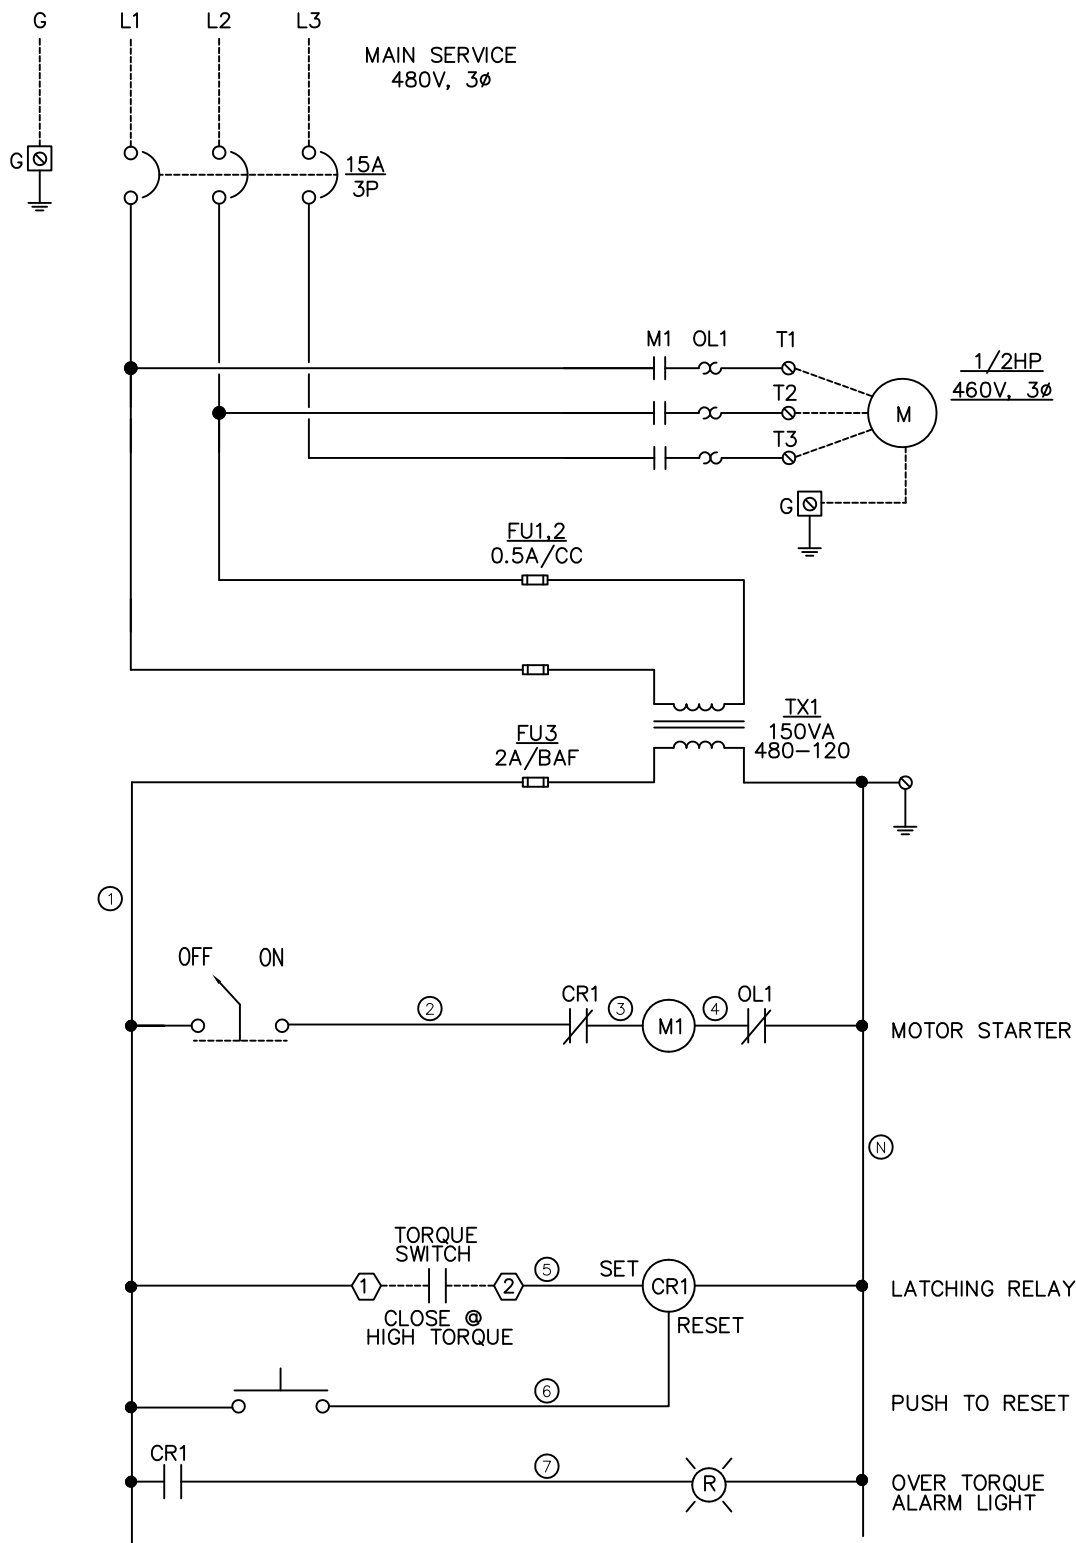 G L1 L2 L3
MAIN SERVICE
480V, 3ø
G
15A
3P
M1 OL1 T1
T2
T3
1/2HP
460V, 3ø
M
G
FU1,2
0.5A/CC
TX1
150VA
480-120
FU3
2A/BAF
1
OFF ON
2
CR1
3
M1
4
OL1
MOTOR STARTER
N
TORQUE
SWITCH
1
2
5
SET
CR1
LATCHING RELAY
CLOSE @
HIGH TORQUE
RESET
6
PUSH TO RESET
CR1
7
R
OVER TORQUE
ALARM LIGHT